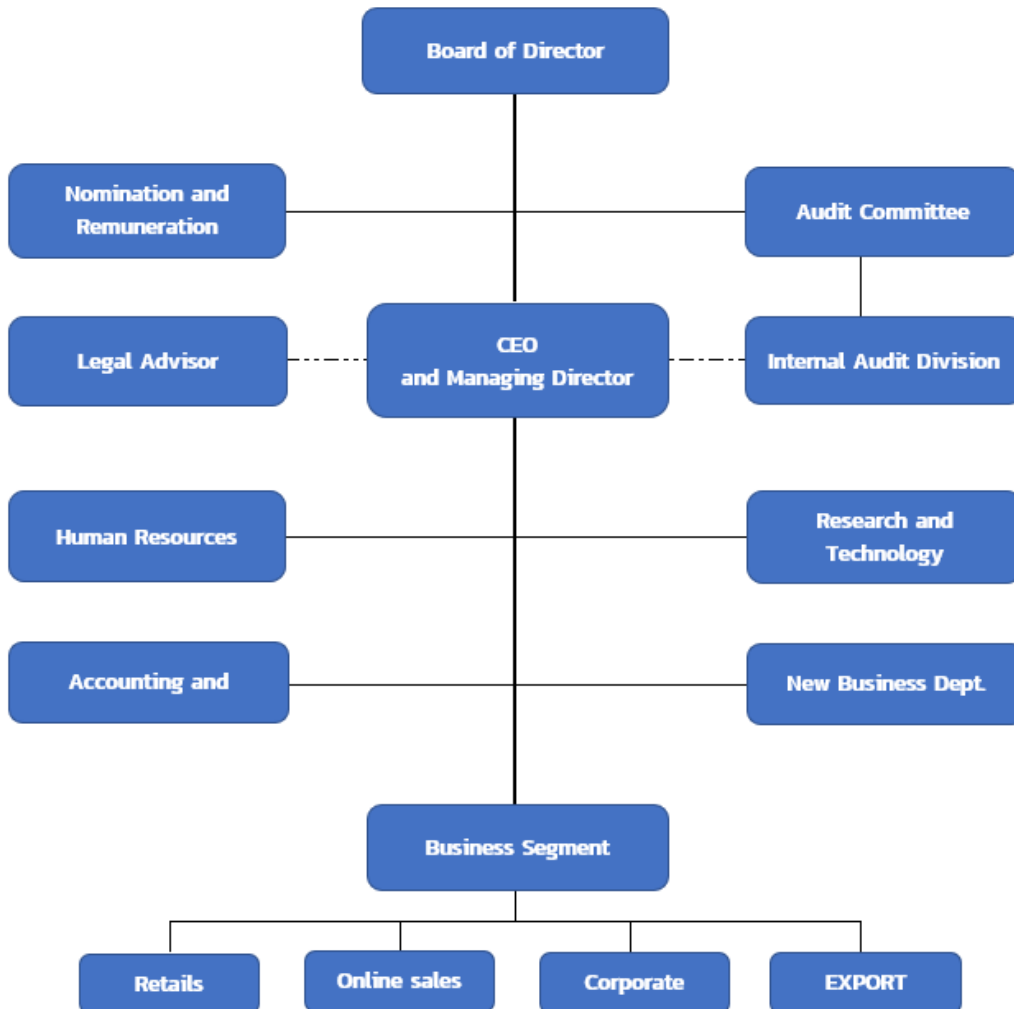 Board of Director
Nomination and
Remuneration
Audit Committee
Legal Advisor
CEO
and Managing Director
Internal Audit Division
Human Resources
Research and
Technology
Accounting and
New Business Dept.
Business Segment
Retails
Online sales
Corporate
EXPORT